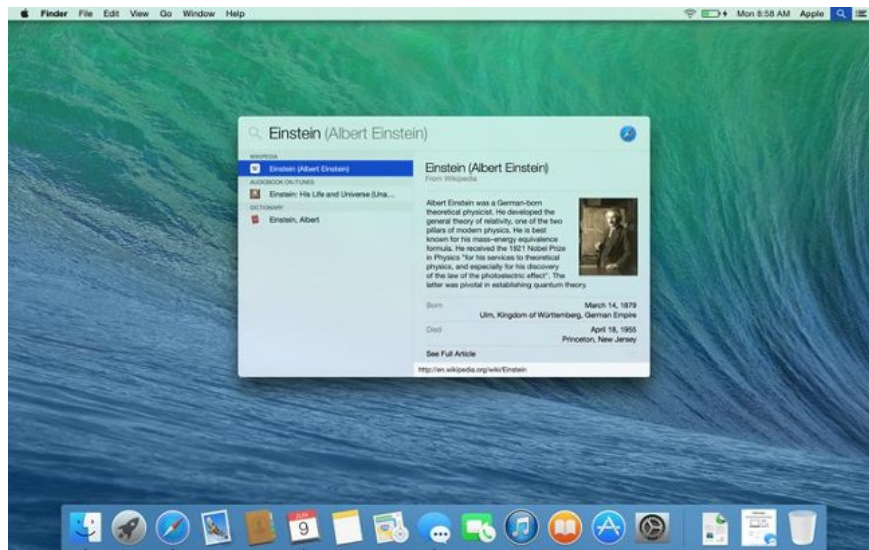 Finder File Edit View Go Window Help
Mon 8:58 AM Apple
Einstein (Albert Einstein)
WIKIPEDIA
Einstein (Albert Einstein)
AUDIOBOOK ON ITUNES
Einstein: His Life and Universe (Una...
DICTIONARY
Einstein, Albert
Einstein (Albert Einstein)
From Wikipedia
Albert Einstein was a German-born
theoretical physicist. He developed the
general theory of relativity, one of the two
pillars of modern physics. He is best
known for his mass–energy equivalence
formula. He received the 1921 Nobel Prize
in Physics "for his services to theoretical
physics, and especially for his discovery
of the law of the photoelectric effect". The
latter was pivotal in establishing quantum theory.
Born March 14, 1879
Ulm, Kingdom of Württemberg, German Empire
Died April 18, 1955
Princeton, New Jersey
See Full Article
http://en.wikipedia.org/wiki/Einstein
JUN
9